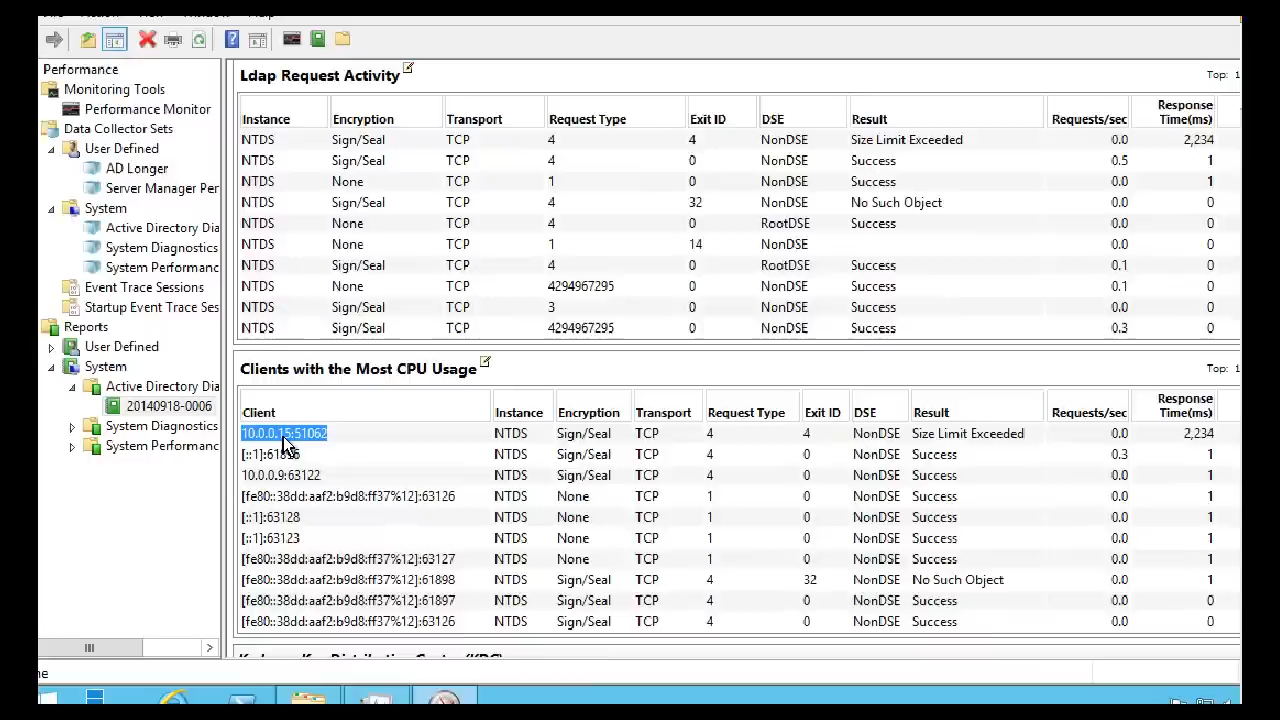 Performance
Monitoring Tools
Performance Monitor
Data Collector Sets
User Defined
AD Longer
Server Manager Per
System
Active Directory Dia
System Diagnostics
System Performanc
Event Trace Sessions
Startup Event Trace Ses
Reports
User Defined
System
Active Directory Dia
20140918-0006
System Diagnostics
System Performanc
Ldap Request Activity Top: 1
Instance Encryption Transport Request Type Exit ID DSE Result Requests/sec Response Time(ms)
NTDS Sign/Seal TCP 4 4 NonDSE Size Limit Exceeded 0.0 2,234
NTDS Sign/Seal TCP 4 0 NonDSE Success 0.5 1
NTDS None TCP 1 0 NonDSE Success 0.0 1
NTDS Sign/Seal TCP 4 32 NonDSE No Such Object 0.0 0
NTDS None TCP 4 0 RootDSE Success 0.0 0
NTDS None TCP 1 14 NonDSE 0.0 0
NTDS Sign/Seal TCP 4 0 RootDSE Success 0.1 0
NTDS None TCP 4294967295 0 NonDSE Success 0.1 0
NTDS Sign/Seal TCP 3 0 NonDSE Success 0.0 0
NTDS Sign/Seal TCP 4294967295 0 NonDSE Success 0.3 0
Clients with the Most CPU Usage Top: 1
Client Instance Encryption Transport Request Type Exit ID DSE Result Requests/sec Response Time(ms)
10.0.0.15:51062 NTDS Sign/Seal TCP 4 4 NonDSE Size Limit Exceeded 0.0 2,234
NTDS Sign/Seal TCP 4 0 NonDSE Success 0.3 1
10.0.0.9:63122 NTDS Sign/Seal TCP 4 0 NonDSE Success 0.0 1
[fe80::38dd:aaf2:b9d8:ff37%12]:63126 NTDS None TCP 1 0 NonDSE Success 0.0 1
[::1]:63128 NTDS None TCP 1 0 NonDSE Success 0.0 1
[::1]:63123 NTDS None TCP 1 0 NonDSE Success 0.0 1
[fe80::38dd:aaf2:b9d8:ff37%12]:63127 NTDS None TCP 1 0 NonDSE Success 0.0 1
[fe80::38dd:aaf2:b9d8:ff37%12]:61898 NTDS Sign/Seal TCP 4 32 NonDSE No Such Object 0.0 1
[fe80::38dd:aaf2:b9d8:ff37%12]:61897 NTDS Sign/Seal TCP 4 0 NonDSE Success 0.0 0
[fe80::38dd:aaf2:b9d8:ff37%12]:63126 NTDS Sign/Seal TCP 4 0 NonDSE Success 0.0 0